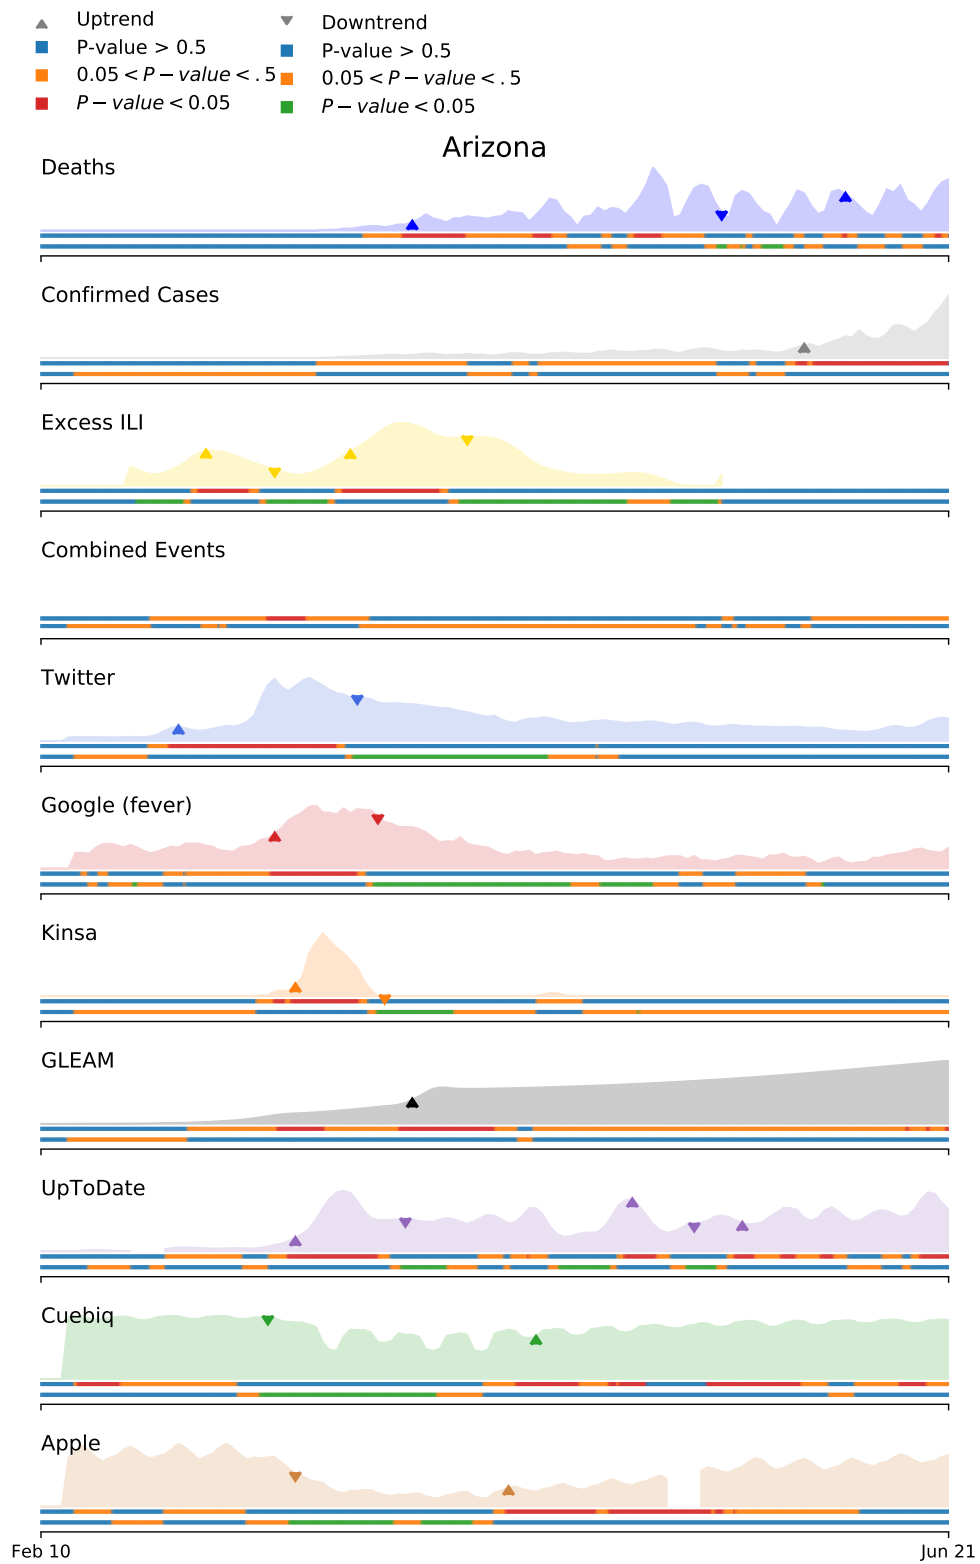 Uptrend
P-value > 0.5
0.05 < P − value < .5
P − value < 0.05
Downtrend
P-value > 0.5
0.05 < P − value < .5
P − value < 0.05
Arizona
Deaths
Confirmed Cases
Excess ILI
Combined Events
Twitter
Google (fever)
Kinsa
GLEAM
UpToDate
Cuebiq
Apple
Feb 10
Jun 21